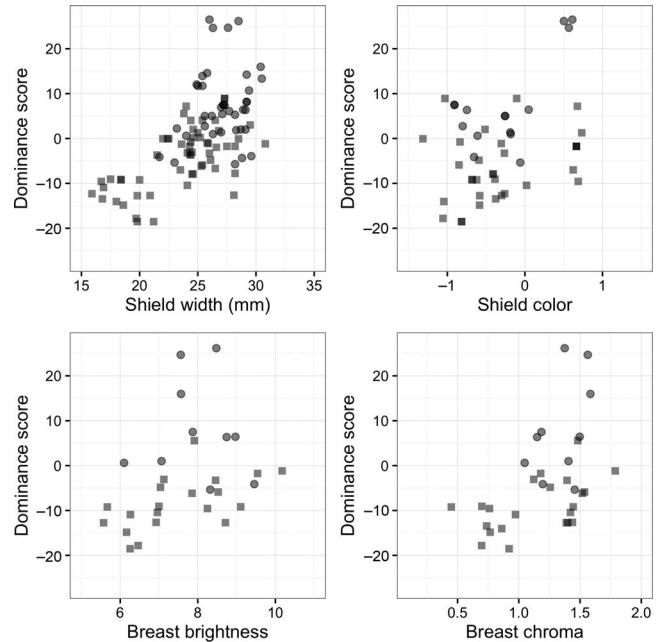 Dominance score
20
10
0
−10
−20
15 20 25 30 35
Shield width (mm)
Dominance score
20
10
0
−10
−20
−1 0 1
Shield color
Dominance score
20
10
0
−10
−20
6 8 10
Breast brightness
Dominance score
20
10
0
−10
−20
0.5 1.0 1.5 2.0
Breast chroma